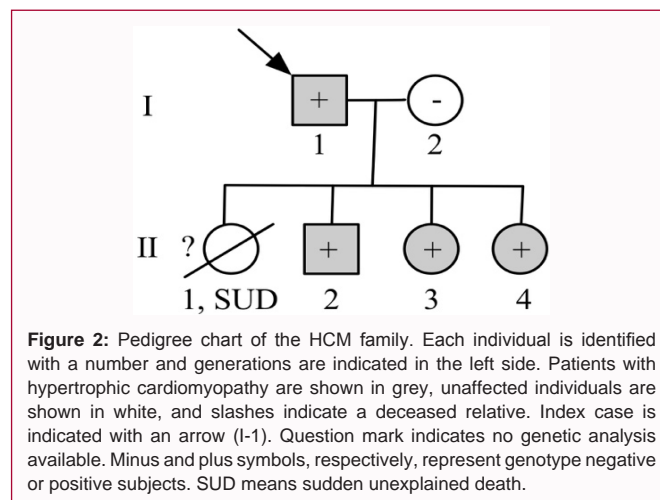 I + -
1 2
II ? + + +
1, SUD 2 3 4
Figure 2: Pedigree chart of the HCM family. Each individual is identified
with a number and generations are indicated in the left side. Patients with
hypertrophic cardiomyopathy are shown in grey, unaffected individuals are
shown in white, and slashes indicate a deceased relative. Index case is
indicated with an arrow (I-1). Question mark indicates no genetic analysis
available. Minus and plus symbols, respectively, represent genotype negative
or positive subjects. SUD means sudden unexplained death.